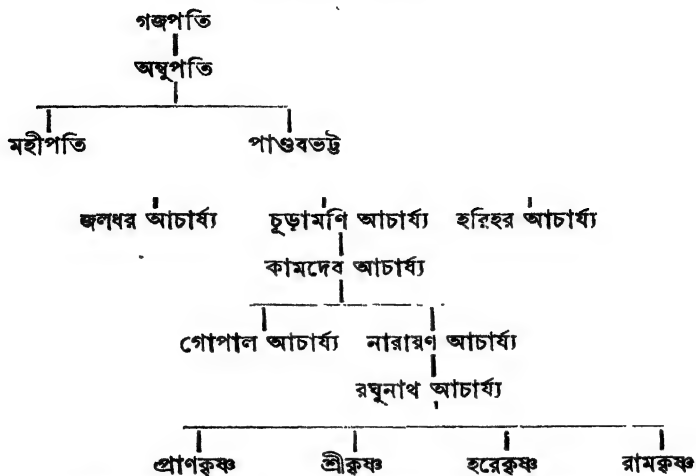 গজপতি
অম্বুপতি
মহীপতি পাণ্ডবভট্ট
জলধর আচার্য্য চূড়ামণি আচার্য্য হরিহর আচার্য্য
কামদেব আচার্য্য
গোপাল আচার্য্য নারায়ণ আচার্য্য
রঘুনাথ আচার্য্য
প্রাণকৃষ্ণ শ্রীকৃষ্ণ হরেকৃষ্ণ রামকৃষ্ণ